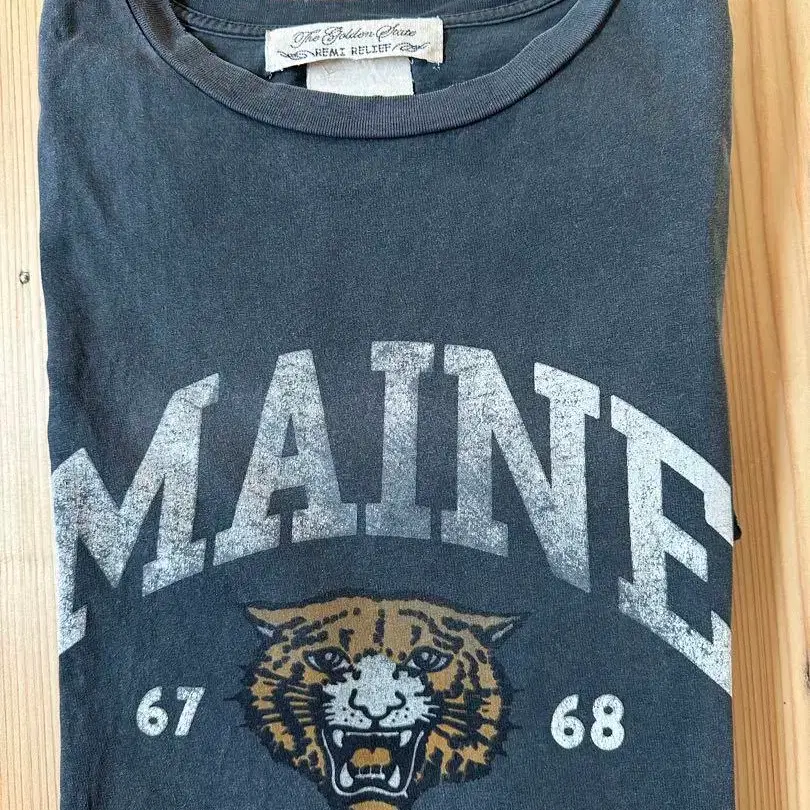 The Golden State
REMI RELIEF
MAINE
67 68